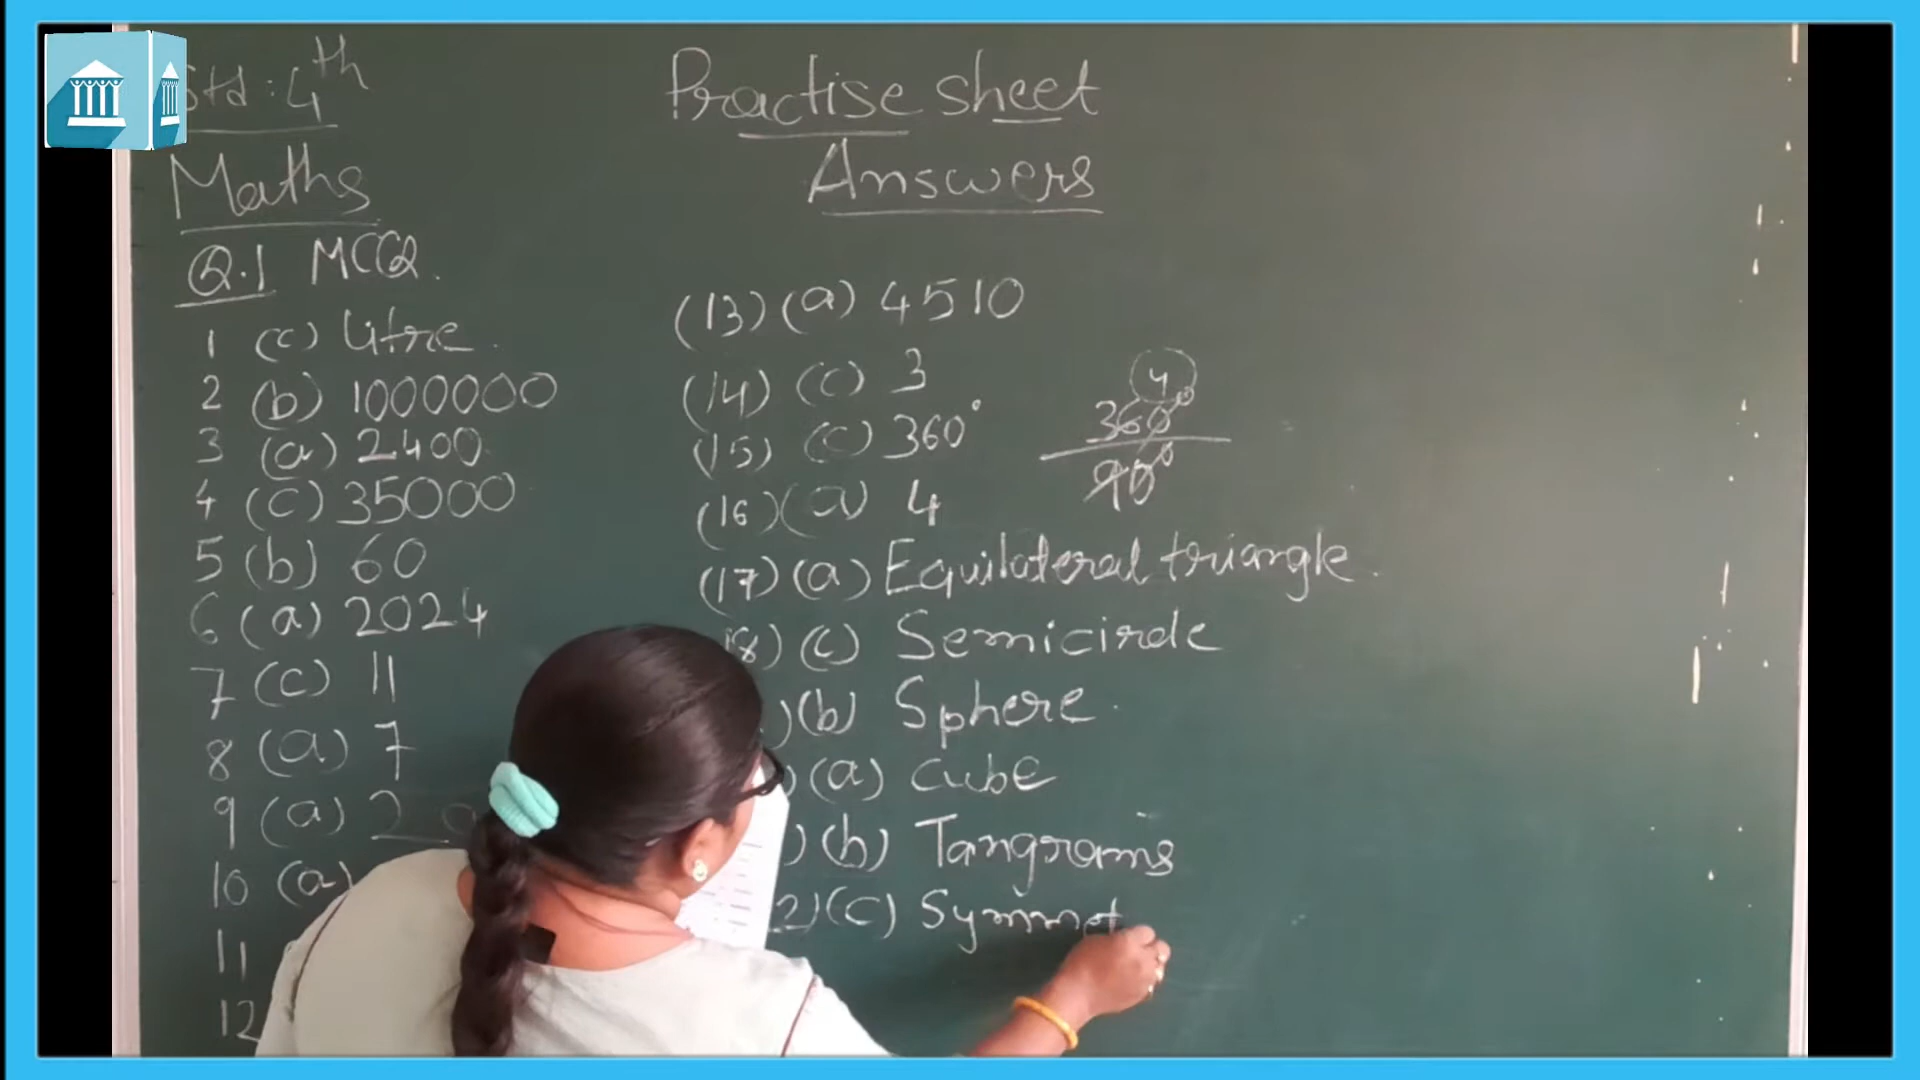 Std : 4th
Practise sheet
Maths
Answers
Q.1 MCQ.
1 (c) litre.
2 (b) 1000000
3 (a) 2400
4 (c) 35000
5 (b) 60
6 (a) 2024
7 (c) 11
8 (a) 7
9 (a)
10 (a)
11
12
(13) (a) 4510
(14) (c) 3
(15) (c) 360°
(16) (a) 4
(17) (a) Equilateral triangle.
18) (c) Semicircle
) (b) Sphere.
) (a) Cube
) (b) Tangrams
2) (c) Symmet
4
360°
90°